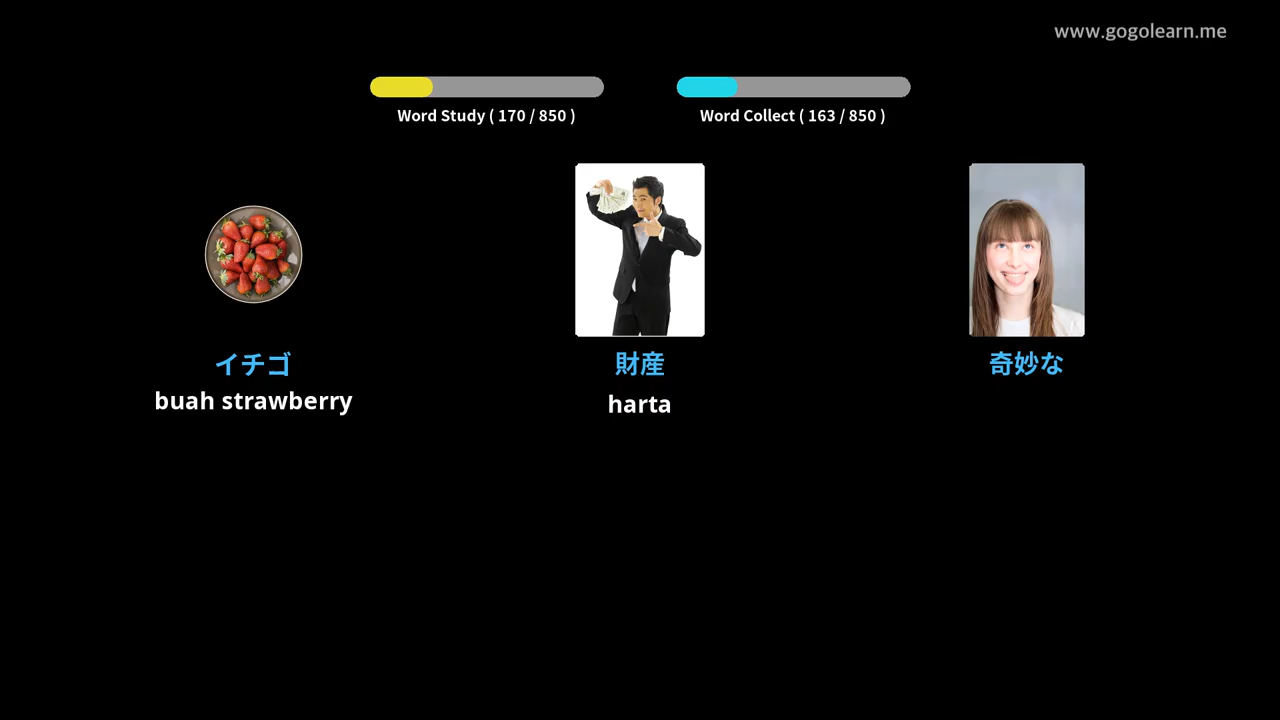 www.gogolearn.me
Word Study ( 170 / 850 )
Word Collect ( 163 / 850 )
イチゴ
buah strawberry
財産
harta
奇妙な